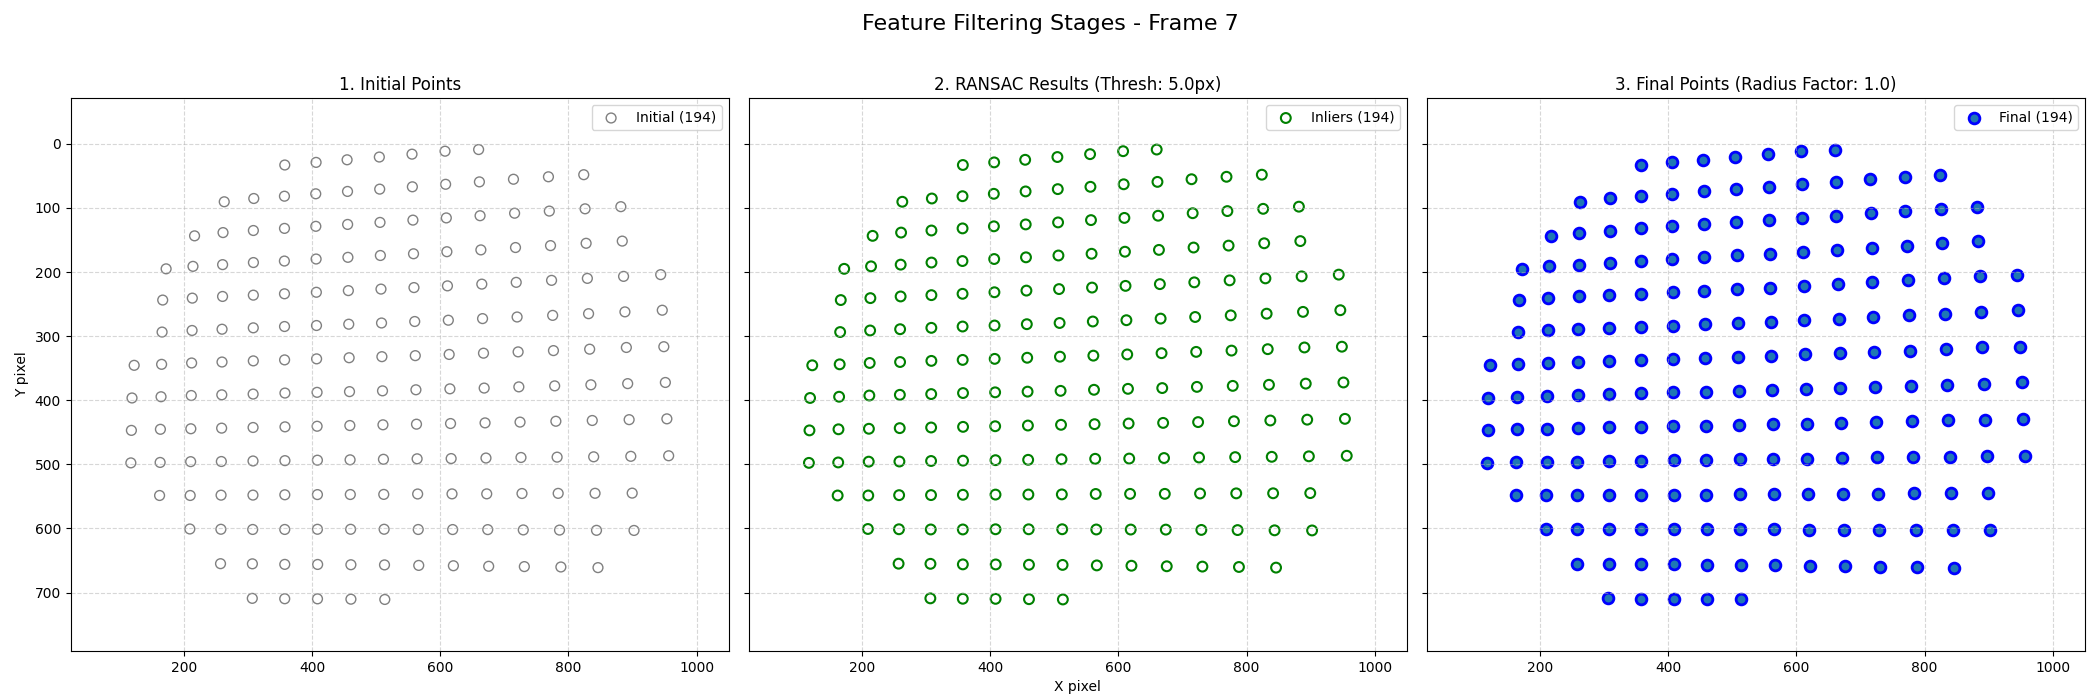 Feature Filtering Stages - Frame 7
1. Initial Points
Initial (194)
0
100
200
300
400
500
600
700
Y pixel
200 400 600 800 1000
2. RANSAC Results (Thresh: 5.0px)
Inliers (194)
200 400 600 800 1000
X pixel
3. Final Points (Radius Factor: 1.0)
Final (194)
200 400 600 800 1000